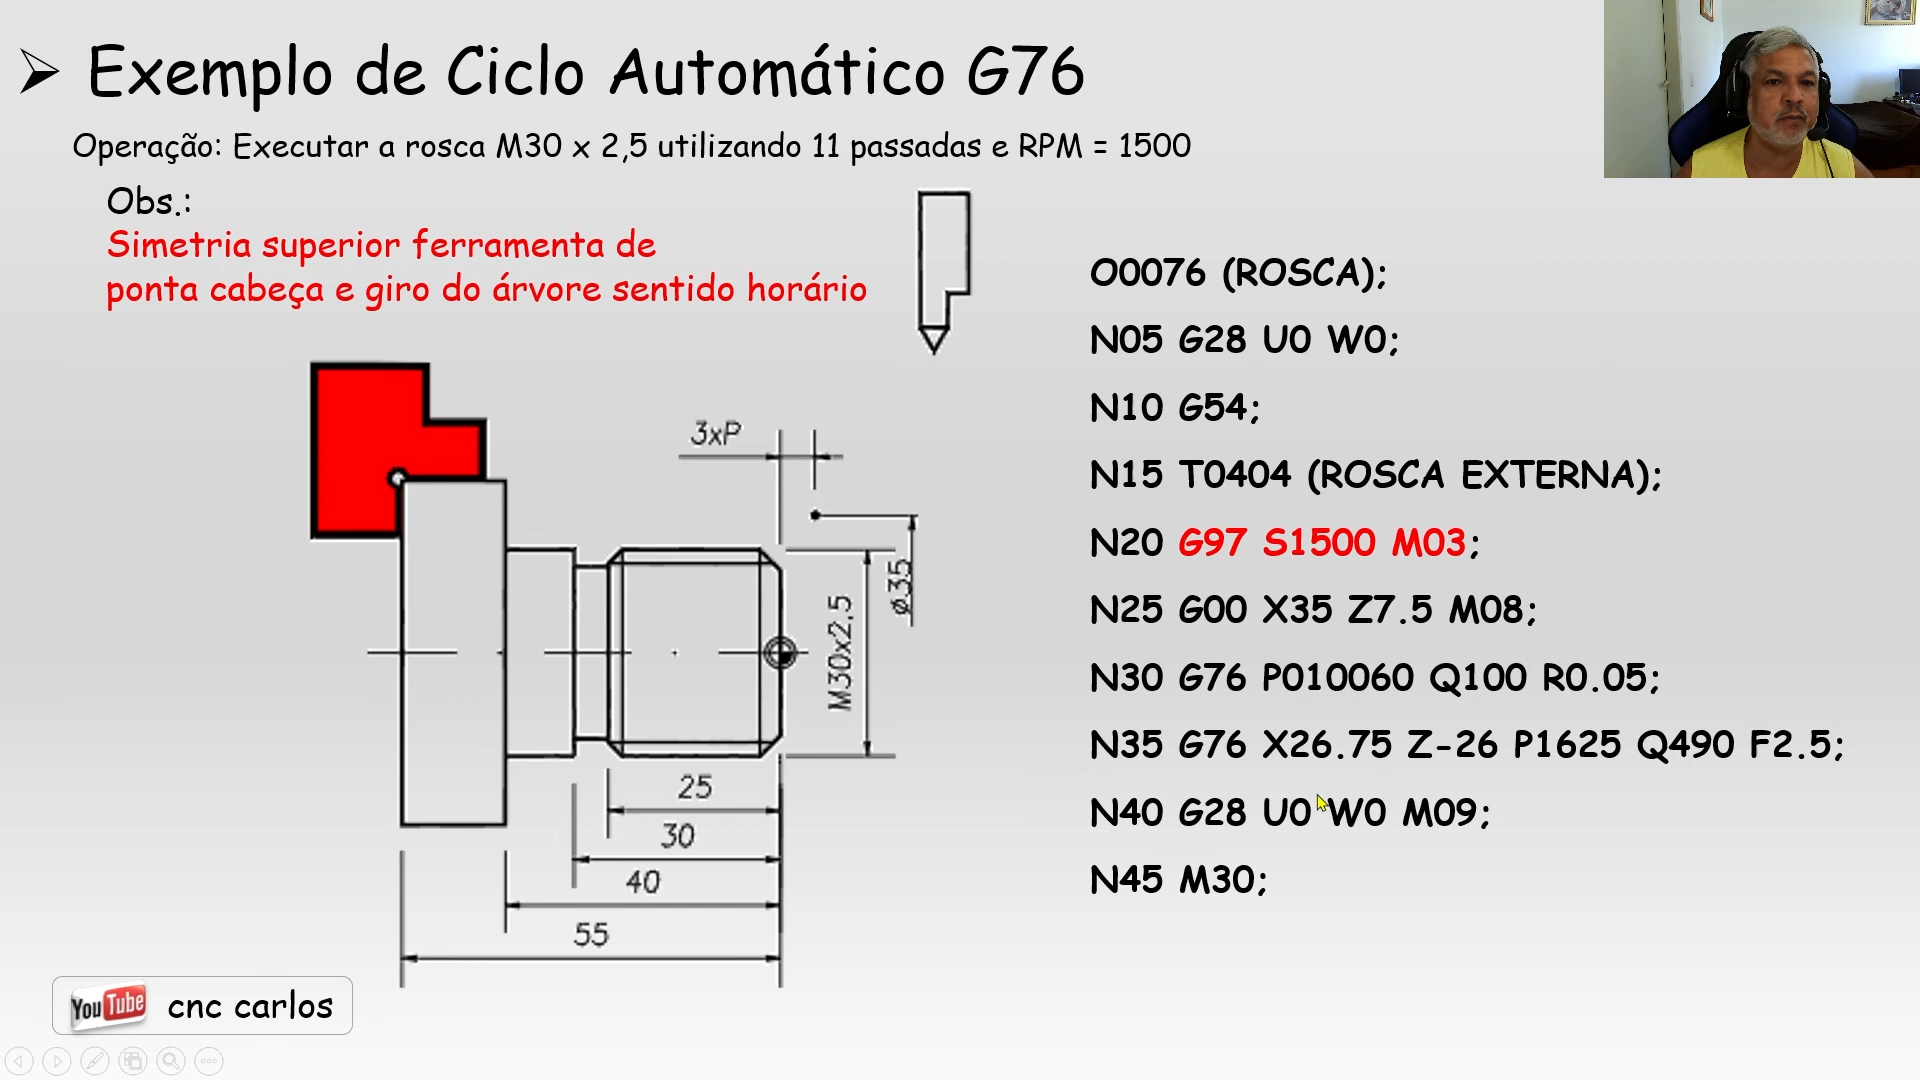 ➢ Exemplo de Ciclo Automático G76
Operação: Executar a rosca M30 x 2,5 utilizando 11 passadas e RPM = 1500
Obs.:
Simetria superior ferramenta de
ponta cabeça e giro do árvore sentido horário
O0076 (ROSCA);
N05 G28 U0 W0;
N10 G54;
N15 T0404 (ROSCA EXTERNA);
N20 G97 S1500 M03;
N25 G00 X35 Z7.5 M08;
N30 G76 P010060 Q100 R0.05;
N35 G76 X26.75 Z-26 P1625 Q490 F2.5;
N40 G28 U0 W0 M09;
N45 M30;
3xP
ø35
M30x2,5
25
30
40
55
YouTube cnc carlos